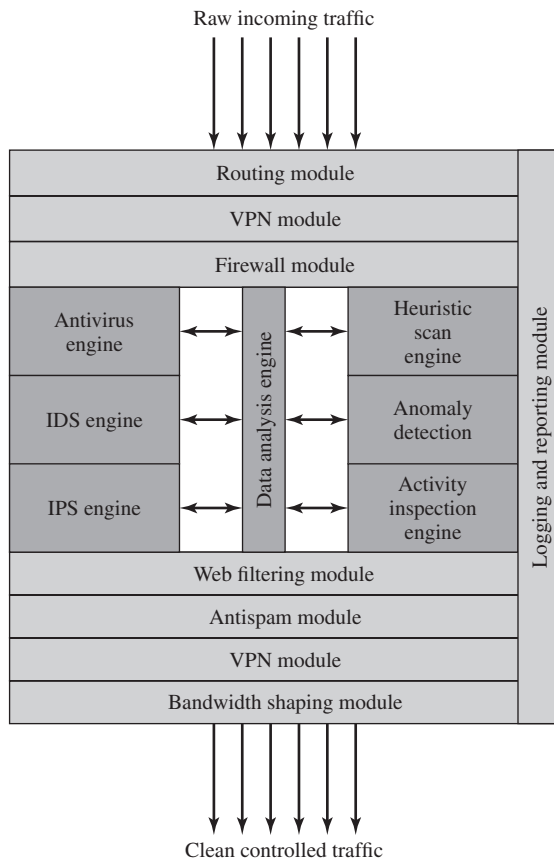 Raw incoming traffic
Routing module
VPN module
Firewall module
Antivirus
engine
IDS engine
IPS engine
Data analysis engine
Heuristic
scan
engine
Anomaly
detection
Activity
inspection
engine
Logging and reporting module
Web filtering module
Antispam module
VPN module
Bandwidth shaping module
Clean controlled traffic